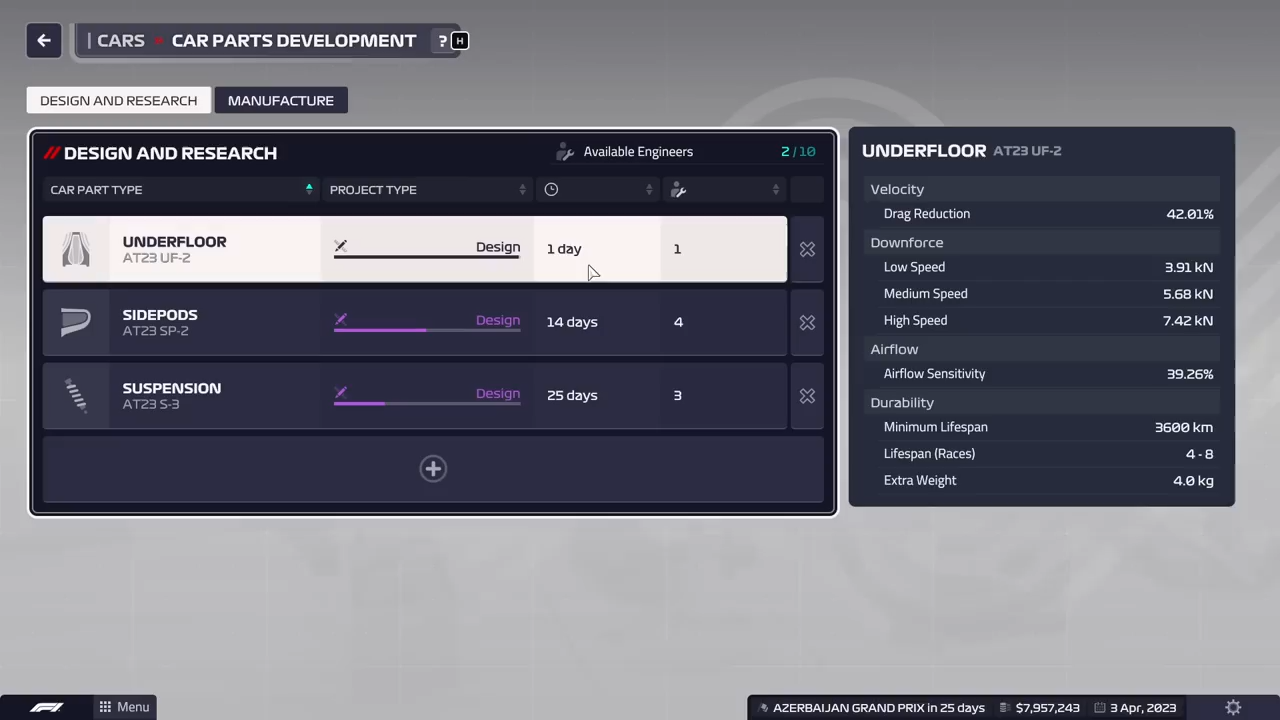 CARS CAR PARTS DEVELOPMENT ? H
DESIGN AND RESEARCH MANUFACTURE
DESIGN AND RESEARCH Available Engineers 2/10
CAR PART TYPE PROJECT TYPE
UNDERFLOOR
AT23 UF-2
Design 1 day 1
SIDEPODS
AT23 SP-2
Design 14 days 4
SUSPENSION
AT23 S-3
Design 25 days 3
UNDERFLOOR AT23 UF-2
Velocity
Drag Reduction 42.01%
Downforce
Low Speed 3.91 kN
Medium Speed 5.68 kN
High Speed 7.42 kN
Airflow
Airflow Sensitivity 39.26%
Durability
Minimum Lifespan 3600 km
Lifespan (Races) 4 - 8
Extra Weight 4.0 kg
Menu AZERBAIJAN GRAND PRIX in 25 days $7,957,243 3 Apr, 2023